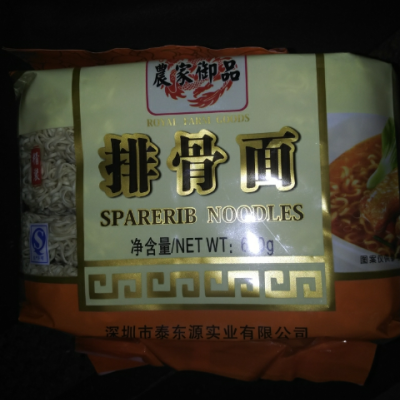 農家御品
ROYAL FARM FOODS
排骨面
SPARERIB NOODLES
净含量/NET WT:
深圳市泰东源实业有限公司